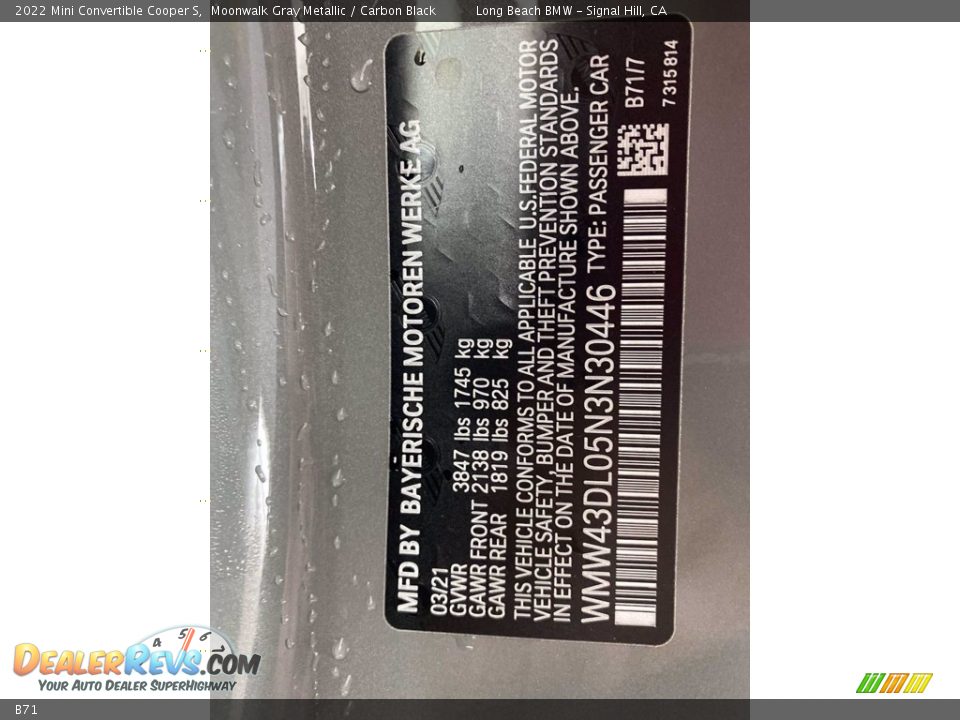 2022 Mini Convertible Cooper S, Moonwalk Gray Metallic / Carbon Black Long Beach BMW - Signal Hill, CA
MFD BY BAYERISCHE MOTOREN WERKE AG
03/21
GVWR 3847 lbs 1745 kg
GAWR FRONT 2138 lbs 970 kg
GAWR REAR 1819 lbs 825 kg
THIS VEHICLE CONFORMS TO ALL APPLICABLE U.S.FEDERAL MOTOR
VEHICLE SAFETY, BUMPER AND THEFT PREVENTION STANDARDS
IN EFFECT ON THE DATE OF MANUFACTURE SHOWN ABOVE.
WMW43DL05N3N30446 TYPE: PASSENGER CAR
B71/7
7315814
4 5 6
DEALERREVS.COM
YOUR AUTO DEALER SUPERHIGHWAY
B71